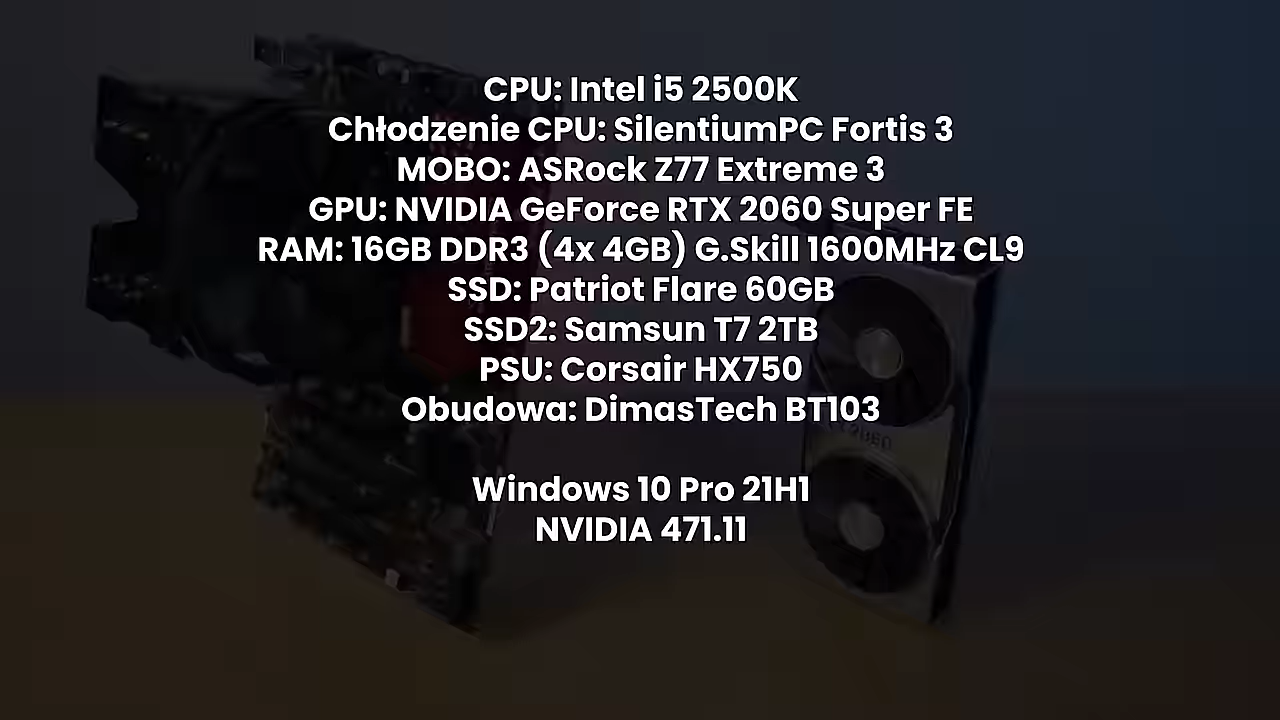 CPU: Intel i5 2500K
Chłodzenie CPU: SilentiumPC Fortis 3
MOBO: ASRock Z77 Extreme 3
GPU: NVIDIA GeForce RTX 2060 Super FE
RAM: 16GB DDR3 (4x 4GB) G.Skill 1600MHz CL9
SSD: Patriot Flare 60GB
SSD2: Samsun T7 2TB
PSU: Corsair HX750
Obudowa: DimasTech BT103
Windows 10 Pro 21H1
NVIDIA 471.11